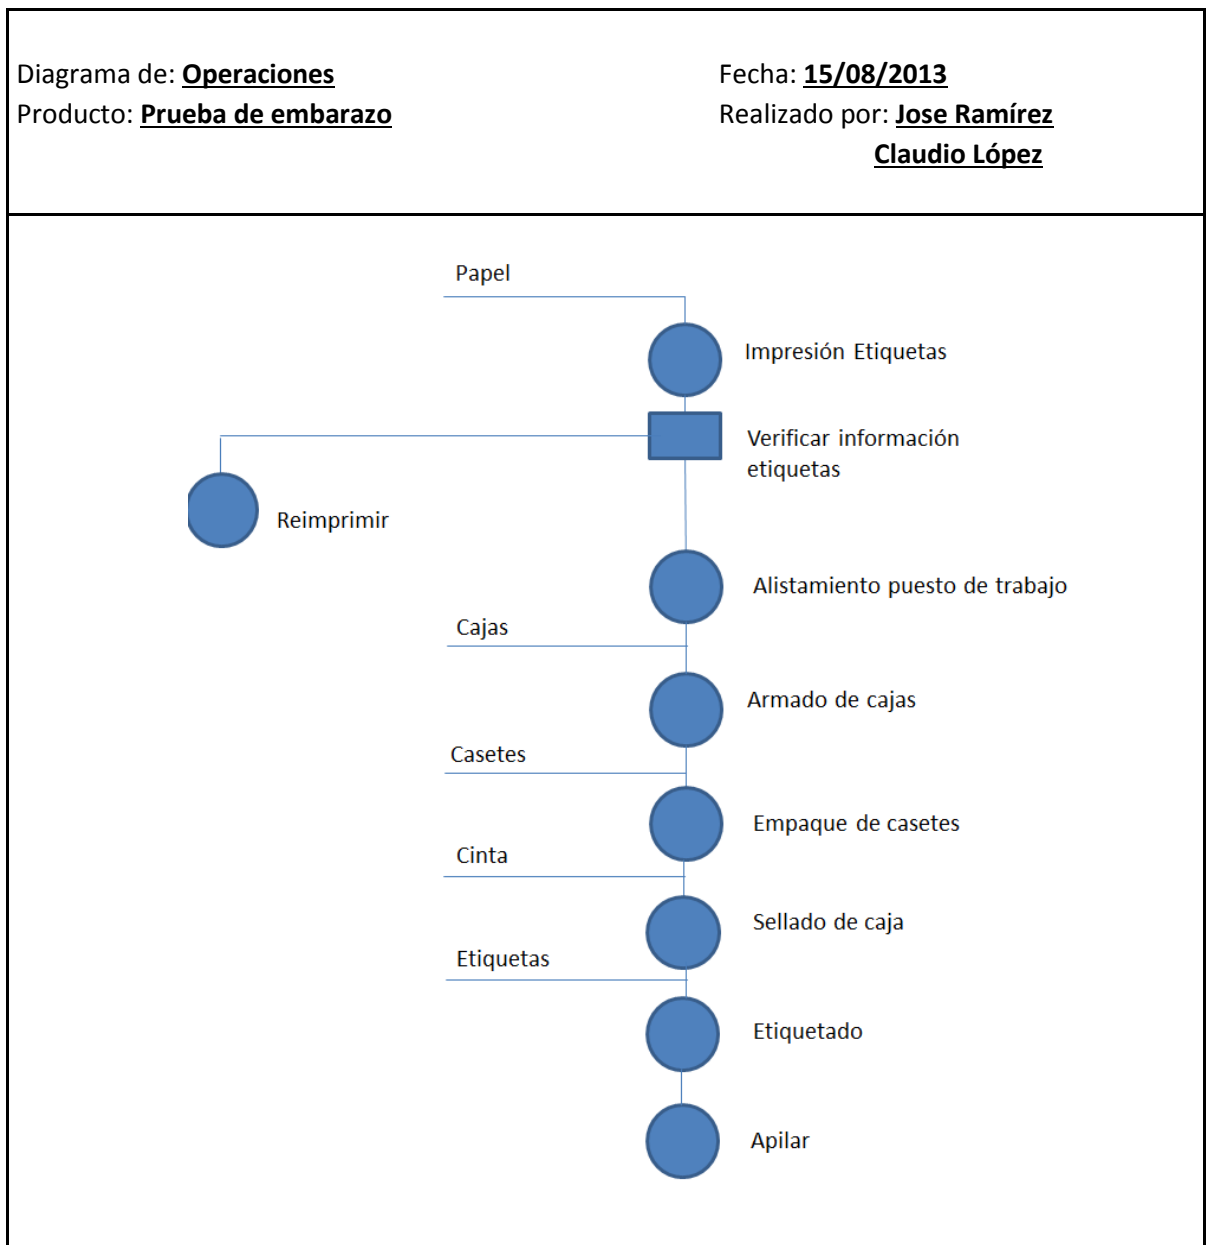 Diagrama de: Operaciones
Fecha: 15/08/2013
Producto: Prueba de embarazo
Realizado por: Jose Ramírez
Claudio López
Papel
Impresión Etiquetas
Verificar información
etiquetas
Reimprimir
Alistamiento puesto de trabajo
Cajas
Armado de cajas
Casetes
Empaque de casetes
Cinta
Sellado de caja
Etiquetas
Etiquetado
Apilar